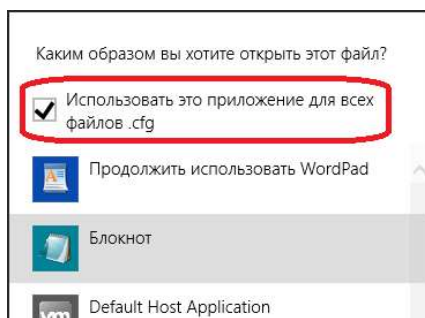 Каким образом вы хотите открыть этот файл?
Использовать это приложение для всех
файлов .cfg
Продолжить использовать WordPad
Блокнот
Default Host Application
vm